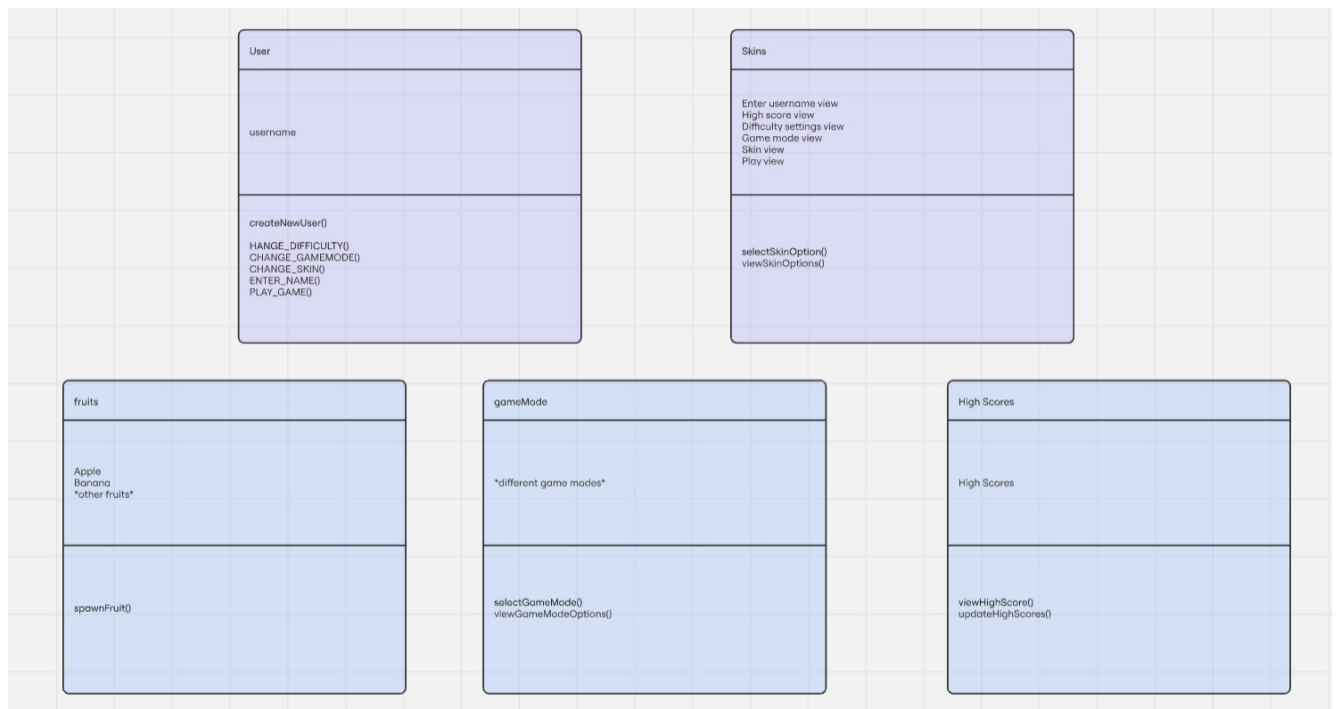 User
username
createNewUser()
HANGE_DIFFICULTY()
CHANGE_GAMEMODE()
CHANGE_SKIN()
ENTER_NAME()
PLAY_GAME()
Skins
Enter username view
High score view
Difficulty settings view
Game mode view
Skin view
Play view
selectSkinOption()
viewSkinOptions()
fruits
Apple
Banana
*other fruits*
spawnFruit()
gameMode
*different game modes*
selectGameMode()
viewGameModeOptions()
High Scores
High Scores
viewHighScore()
updateHighScores()